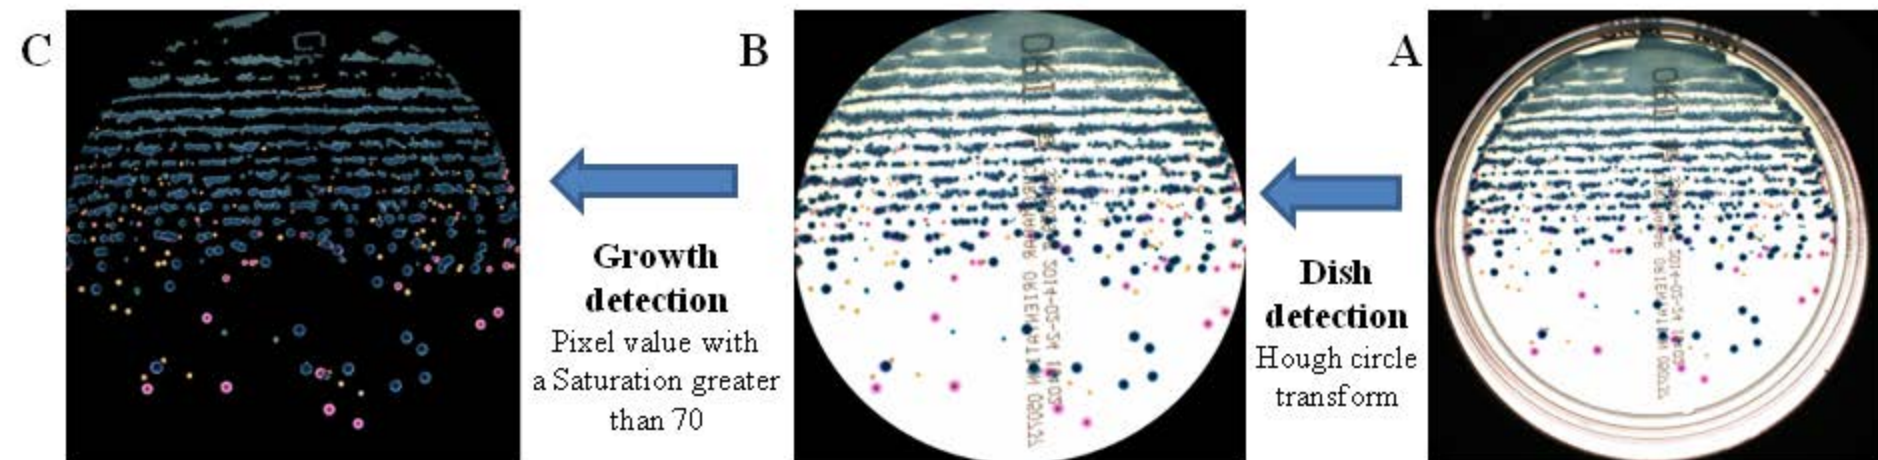 C
B
A
Growth
detection
Pixel value with
a Saturation greater
than 70
Dish
detection
Hough circle
transform